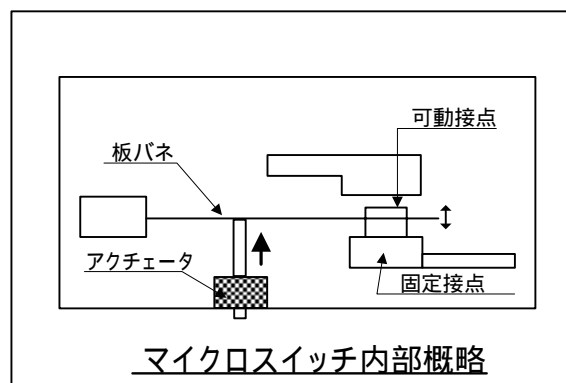 可動接点
板バネ
アクチェータ
固定接点
マイクロスイッチ内部概略